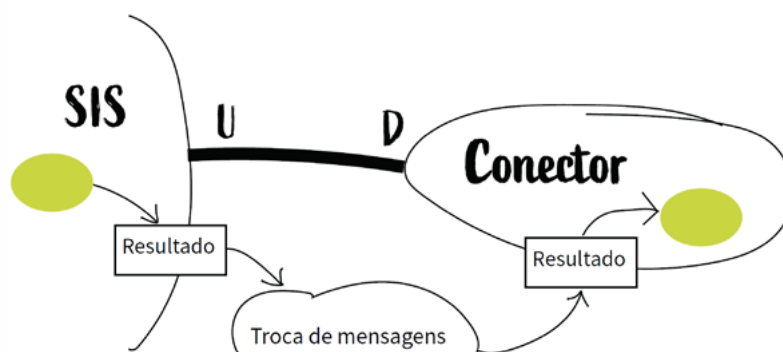 SIS
U
D
Conector
Resultado
Resultado
Troca de mensagens